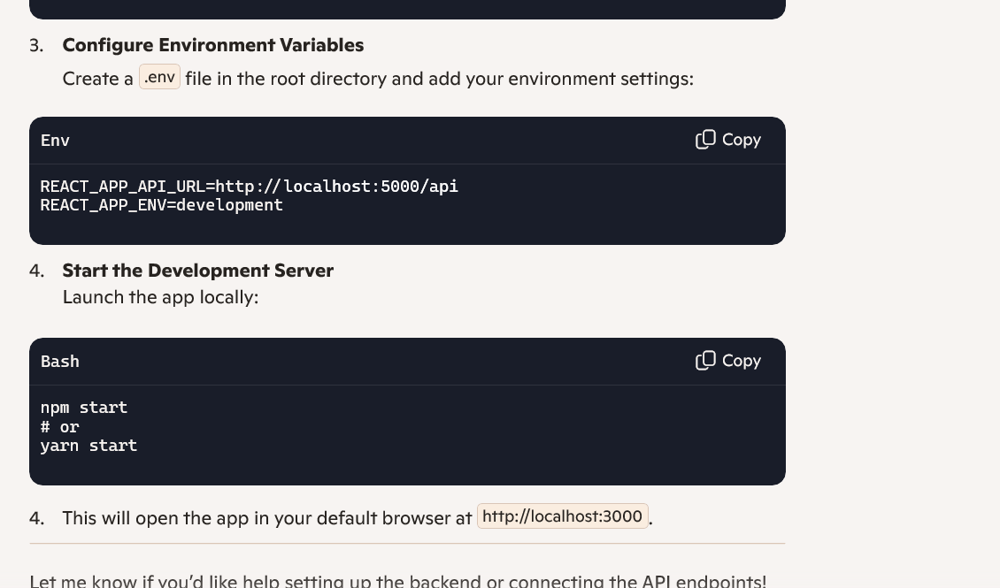 3. Configure Environment Variables
Create a .env file in the root directory and add your environment settings:
Env
Copy
REACT_APP_API_URL=http://localhost:5000/api
REACT_APP_ENV=development
4. Start the Development Server
Launch the app locally:
Bash
Copy
npm start
# or
yarn start
4. This will open the app in your default browser at http://localhost:3000.
Let me know if you’d like help setting up the backend or connecting the API endpoints!